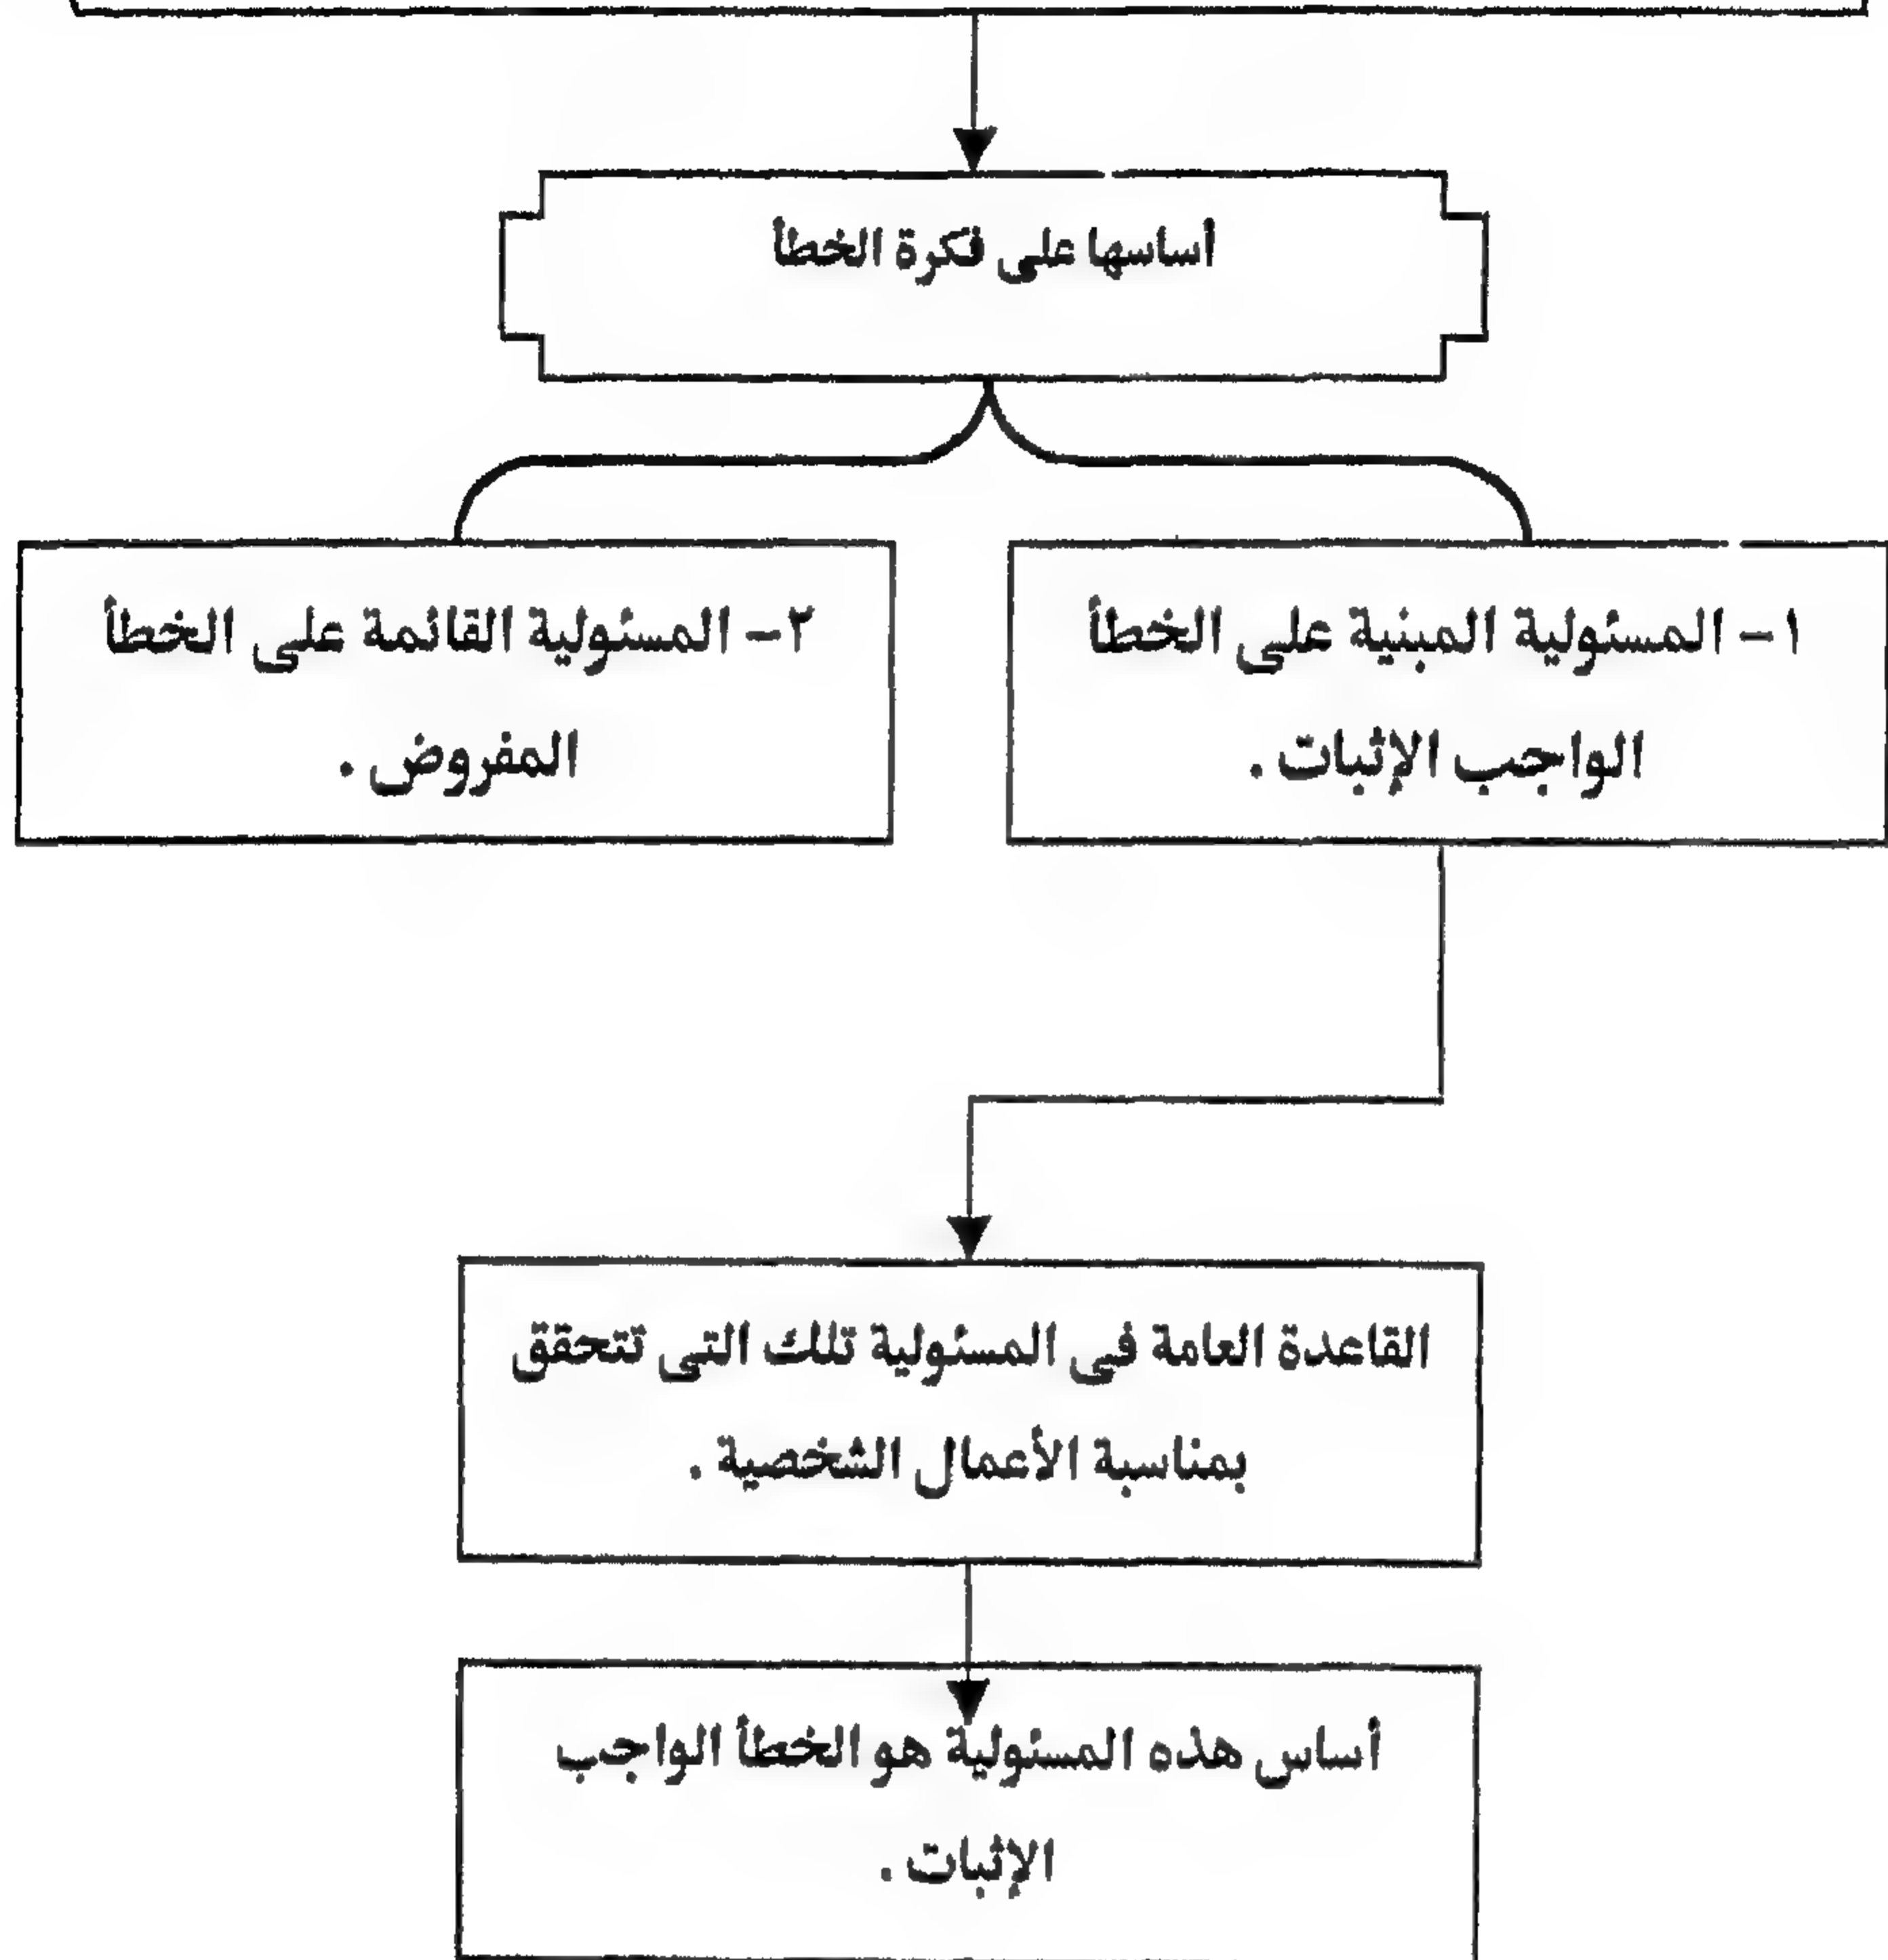 أساسها على فكرة الخطأ
١- المسئولية المبنية على الخطأ
الواجب الإثبات .
٢- المسئولية القائمة على الخطأ
المفروض .
القاعدة العامة فى المسئولية تلك التى تتحقق
بمناسبة الأعمال الشخصية .
أساس هذه المسئولية هو الخطأ الواجب
الإثبات .